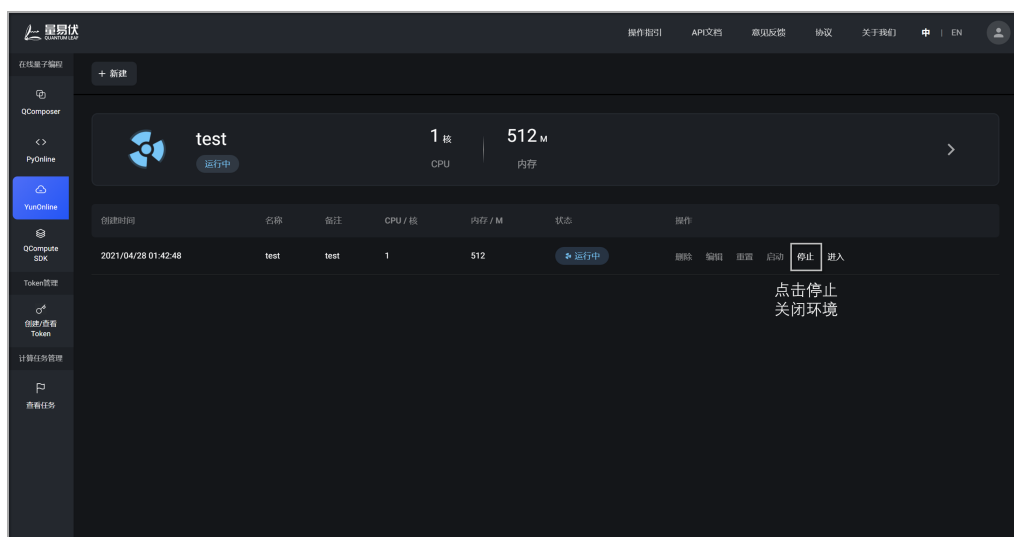 量易伏
QUANTUM LEAF
操作指引 API文档 意见反馈 协议 关于我们 中 | EN
在线量子编程
+ 新建
QComposer
PyOnline
YunOnline
QCompute
SDK
Token管理
创建/查看
Token
计算任务管理
查看任务
test
运行中
1 核
CPU
512 M
内存
创建时间 名称 备注 CPU / 核 内存 / M 状态 操作
2021/04/28 01:42:48 test test 1 512 运行中 删除 编辑 重置 启动 停止 进入
点击停止
关闭环境